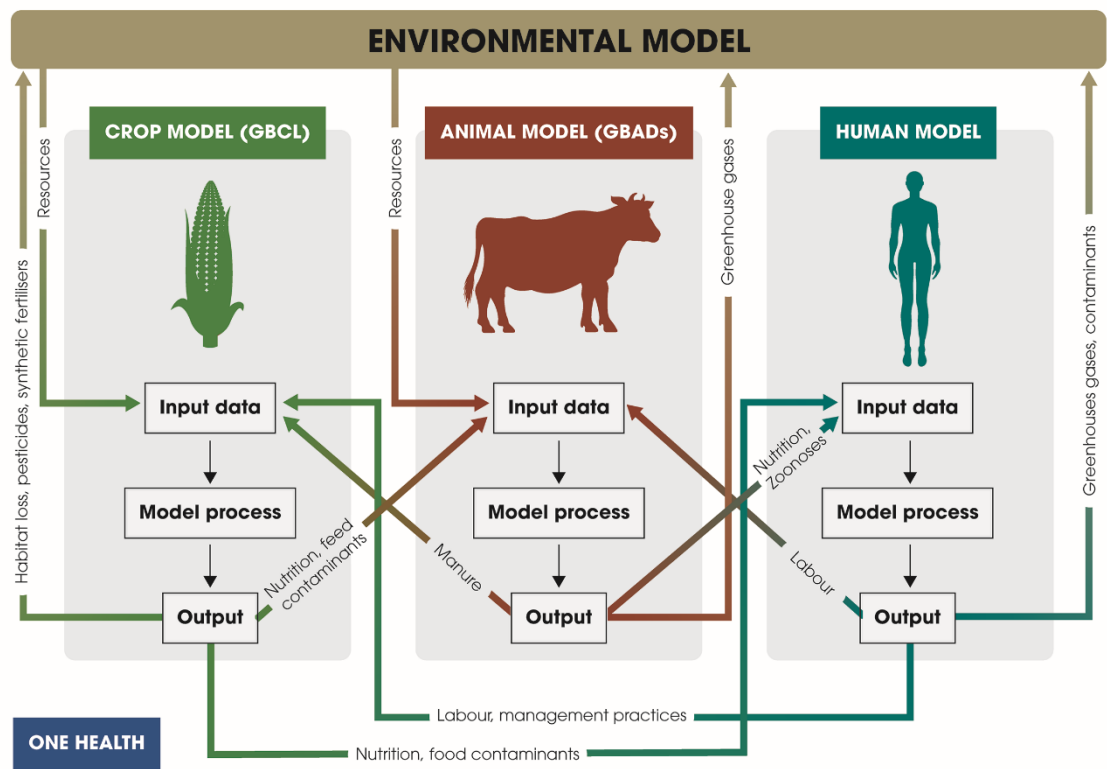 ENVIRONMENTAL MODEL
CROP MODEL (GBCL)
ANIMAL MODEL (GBADs)
HUMAN MODEL
Resources
Resources
Greenhouse gases
Greenhouses gases, contaminants
Habitat loss, pesticides, synthetic fertilisers
Input data
Input data
Input data
Nutrition,
Zoonoses
Model process
Model process
Model process
Nutrition, feed
contaminants
Manure
Labour
Output
Output
Output
Labour, management practices
Nutrition, food contaminants
ONE HEALTH